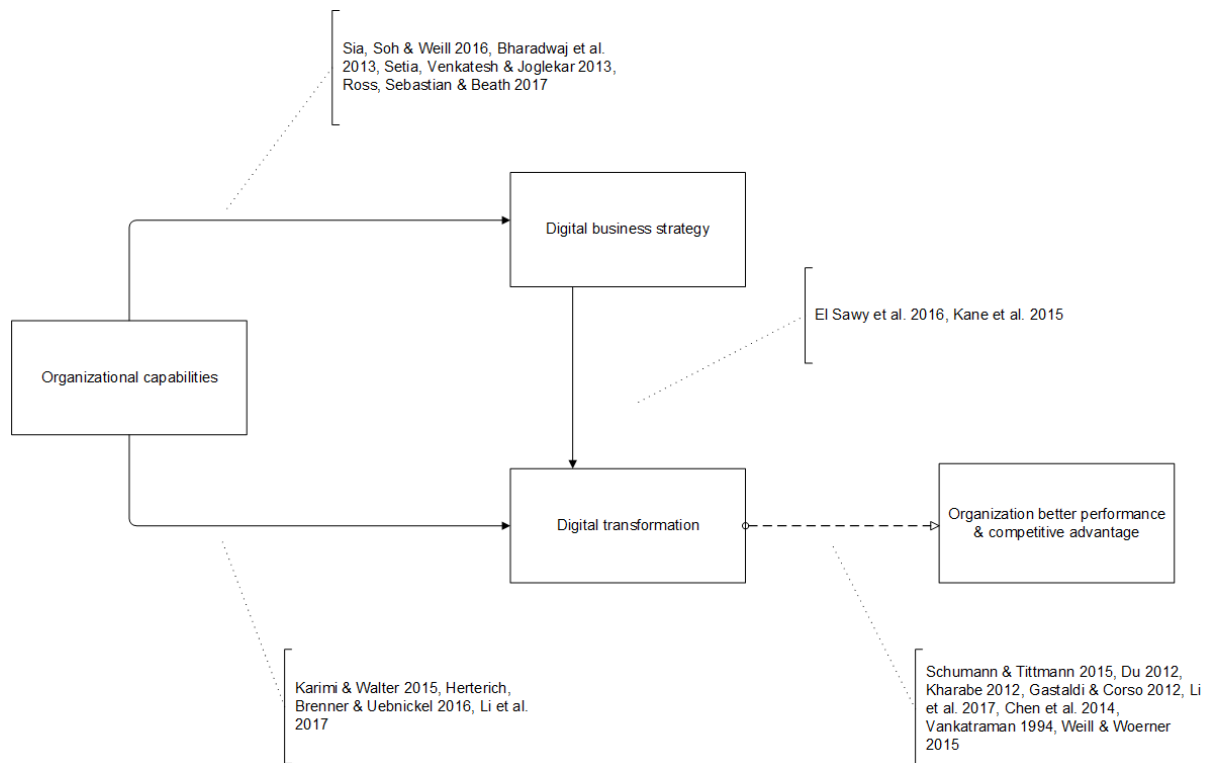 Sia, Soh & Weill 2016, Bharadwaj et al.
2013, Setia, Venkatesh & Joglekar 2013,
Ross, Sebastian & Beath 2017
Digital business strategy
El Sawy et al. 2016, Kane et al. 2015
Organizational capabilities
Digital transformation
Organization better performance
& competitive advantage
Karimi & Walter 2015, Herterich,
Brenner & Uebnickel 2016, Li et al.
2017
Schumann & Tittmann 2015, Du 2012,
Kharabe 2012, Gastaldi & Corso 2012, Li
et al. 2017, Chen et al. 2014,
Vankatraman 1994, Weill & Woerner
2015